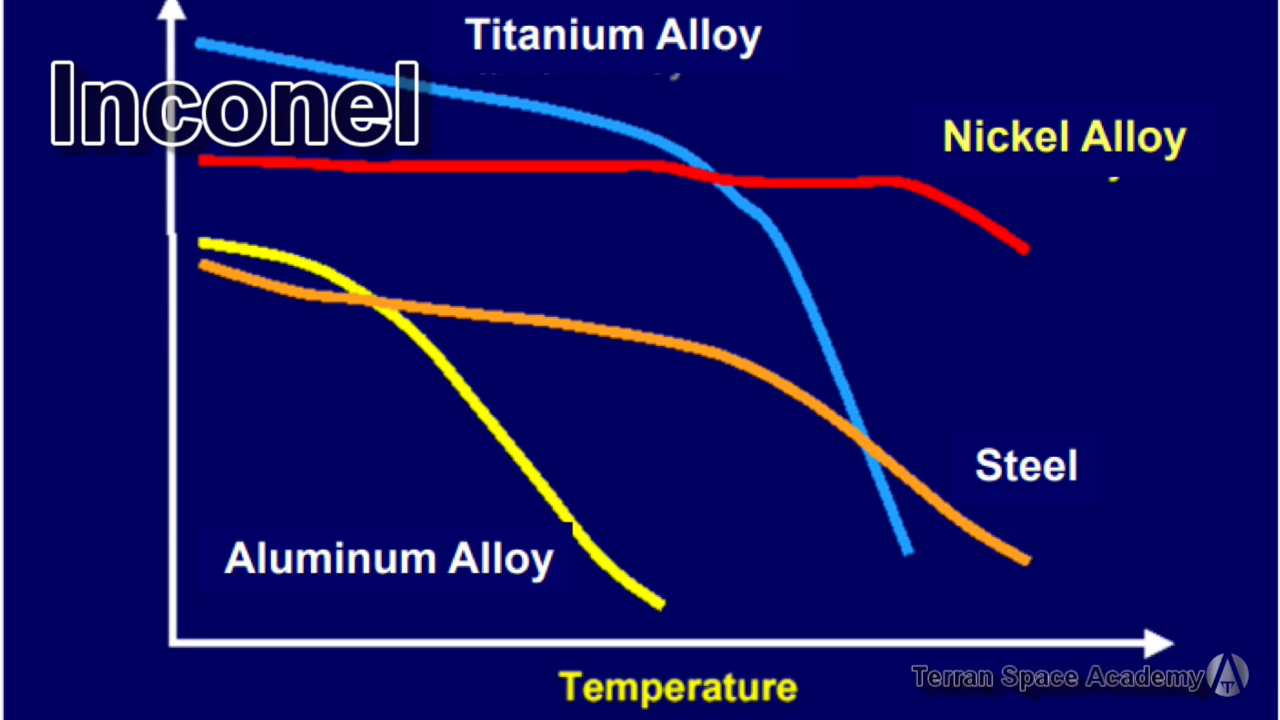 Titanium Alloy
Inconel
Nickel Alloy
Steel
Aluminum Alloy
Temperature
Terran Space Academy